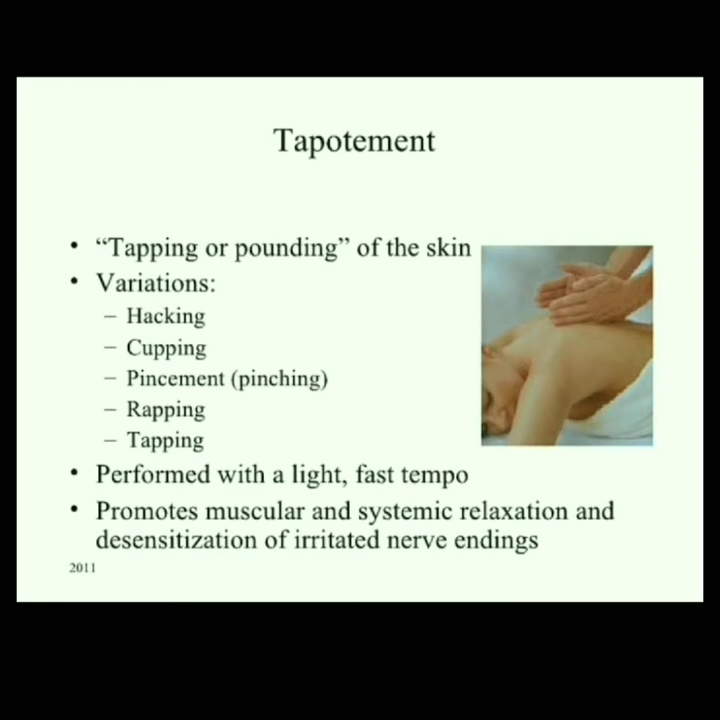 Tapotement
• “Tapping or pounding” of the skin
• Variations:
– Hacking
– Cupping
– Pincement (pinching)
– Rapping
– Tapping
• Performed with a light, fast tempo
• Promotes muscular and systemic relaxation and
desensitization of irritated nerve endings
2011